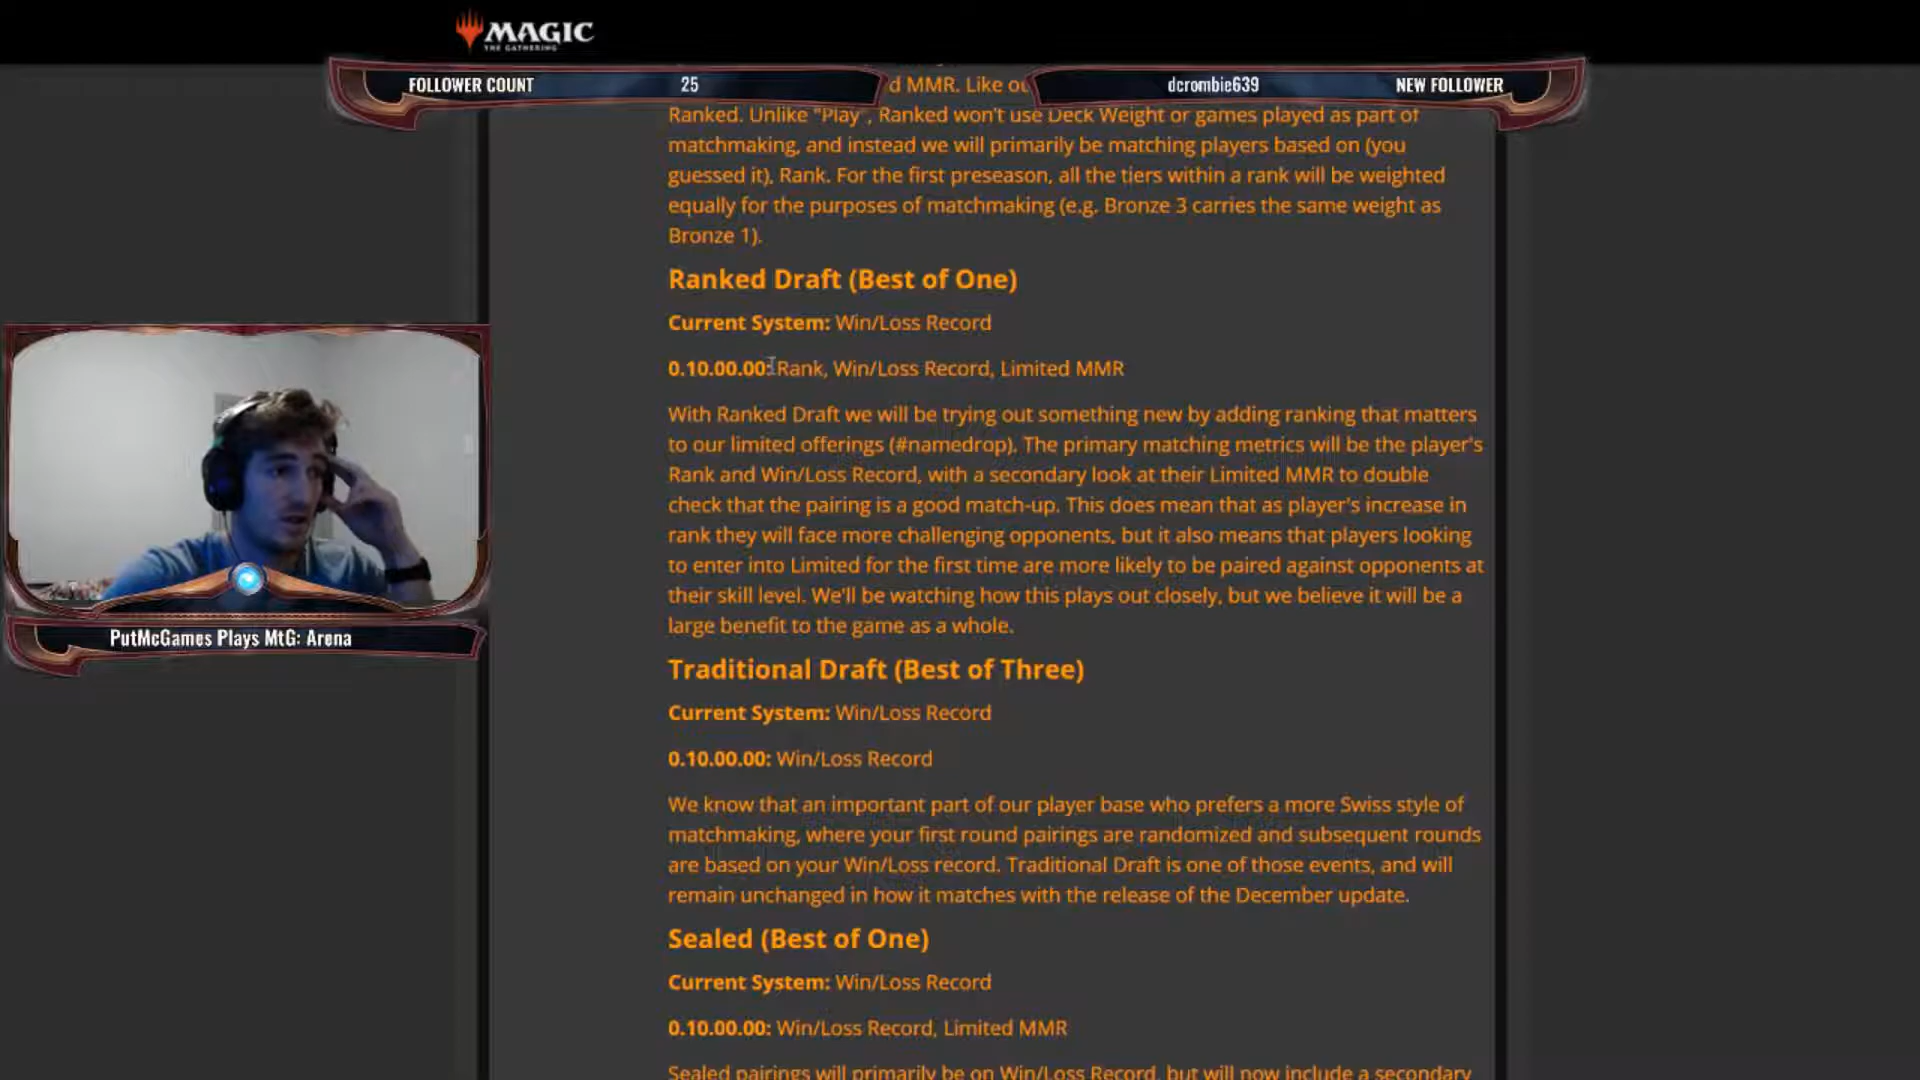 MAGIC
THE GATHERING
FOLLOWER COUNT 25
dcrombie639 NEW FOLLOWER
d MMR. Like ou
Ranked. Unlike "Play", Ranked won't use Deck Weight or games played as part of
matchmaking, and instead we will primarily be matching players based on (you
guessed it), Rank. For the first preseason, all the tiers within a rank will be weighted
equally for the purposes of matchmaking (e.g. Bronze 3 carries the same weight as
Bronze 1).
Ranked Draft (Best of One)
Current System: Win/Loss Record
0.10.00.00: Rank, Win/Loss Record, Limited MMR
With Ranked Draft we will be trying out something new by adding ranking that matters
to our limited offerings (#namedrop). The primary matching metrics will be the player's
Rank and Win/Loss Record, with a secondary look at their Limited MMR to double
check that the pairing is a good match-up. This does mean that as player's increase in
rank they will face more challenging opponents, but it also means that players looking
to enter into Limited for the first time are more likely to be paired against opponents at
their skill level. We'll be watching how this plays out closely, but we believe it will be a
large benefit to the game as a whole.
PutMcGames Plays MtG: Arena
Traditional Draft (Best of Three)
Current System: Win/Loss Record
0.10.00.00: Win/Loss Record
We know that an important part of our player base who prefers a more Swiss style of
matchmaking, where your first round pairings are randomized and subsequent rounds
are based on your Win/Loss record. Traditional Draft is one of those events, and will
remain unchanged in how it matches with the release of the December update.
Sealed (Best of One)
Current System: Win/Loss Record
0.10.00.00: Win/Loss Record, Limited MMR
Sealed pairings will primarily be on Win/Loss Record, but will now include a secondary